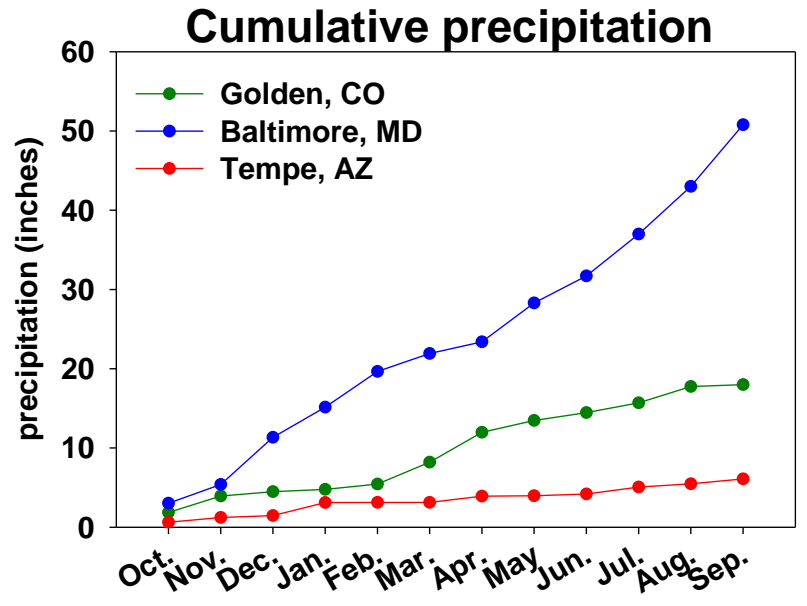 Cumulative precipitation
60
50
40
30
20
10
0
precipitation (inches)
Golden, CO
Baltimore, MD
Tempe, AZ
Oct.
Nov.
Dec.
Jan.
Feb.
Mar.
Apr.
May
Jun.
Jul.
Aug.
Sep.